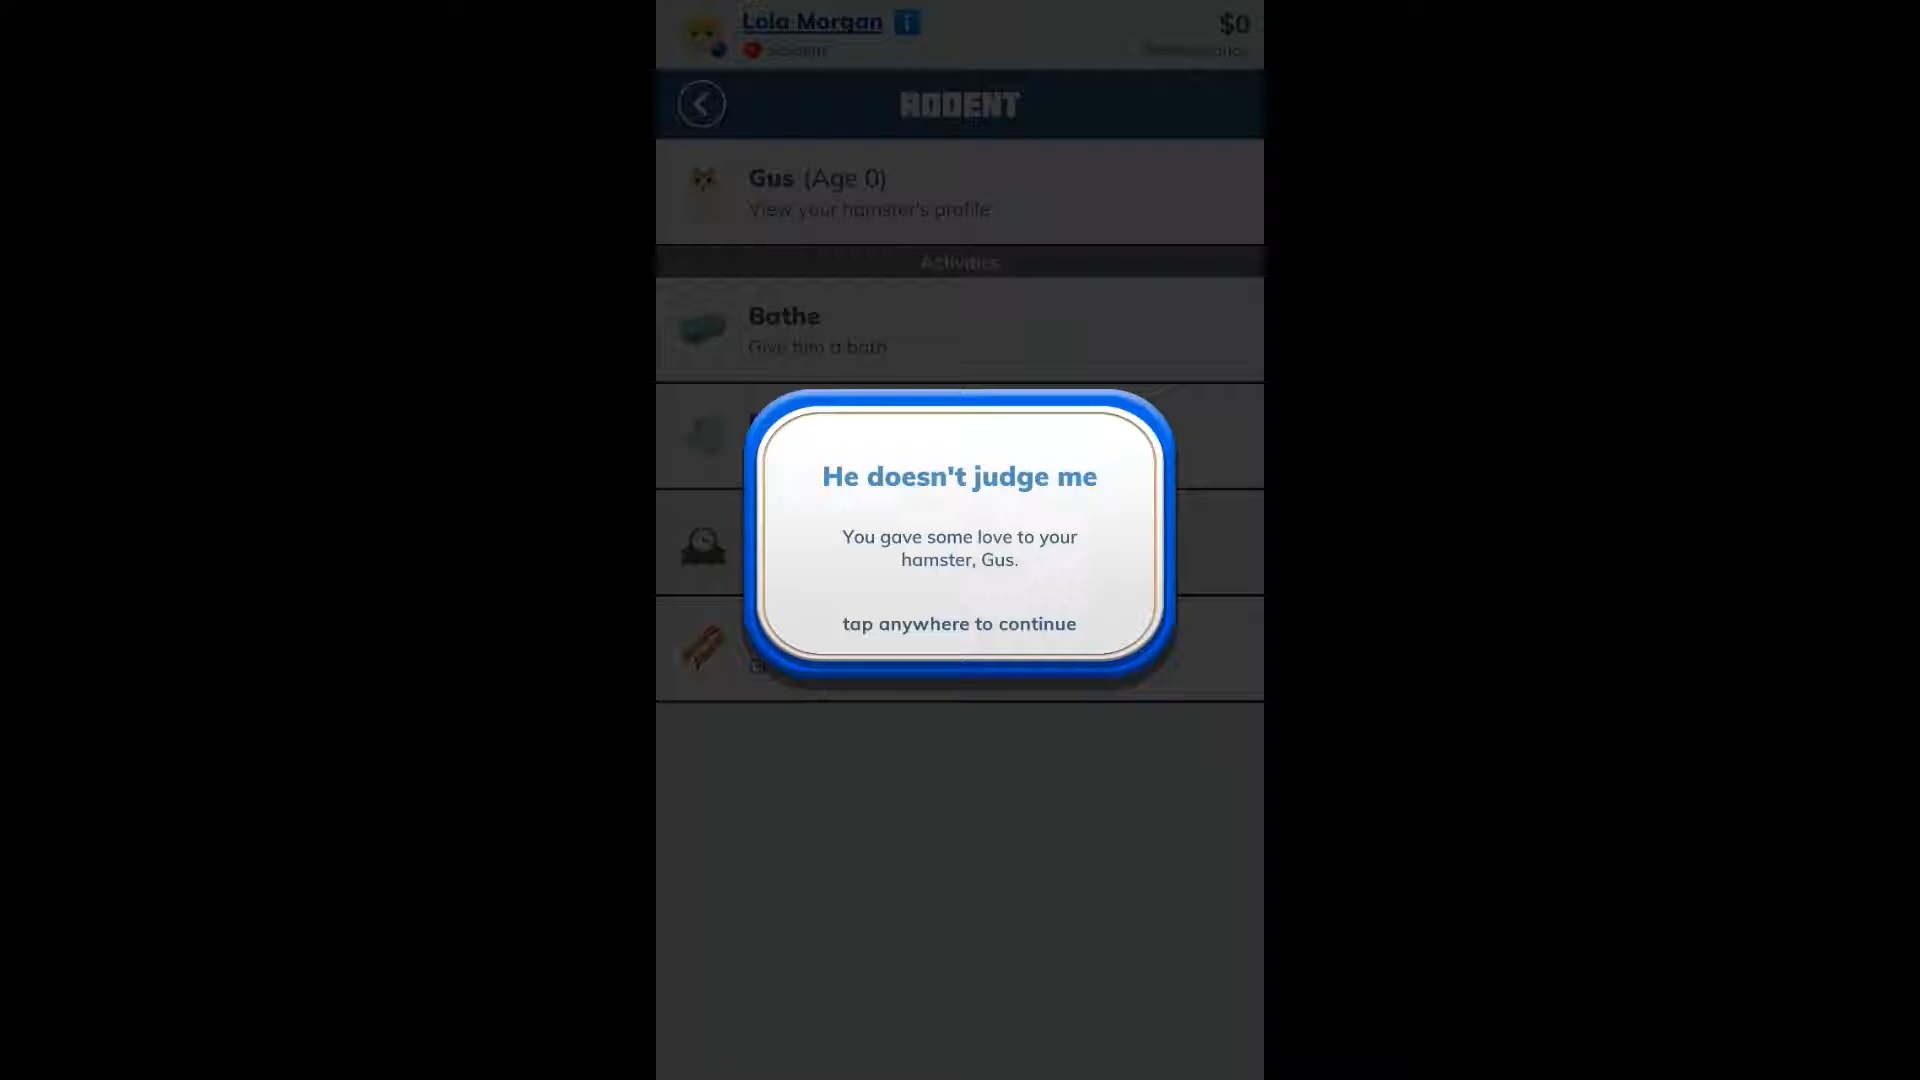 Lola Morgan
$0
RODENT
Gus (Age 0)
View your hamster's profile
Activities
Bathe
Give him a bath
He doesn't judge me
You gave some love to your
hamster, Gus.
tap anywhere to continue